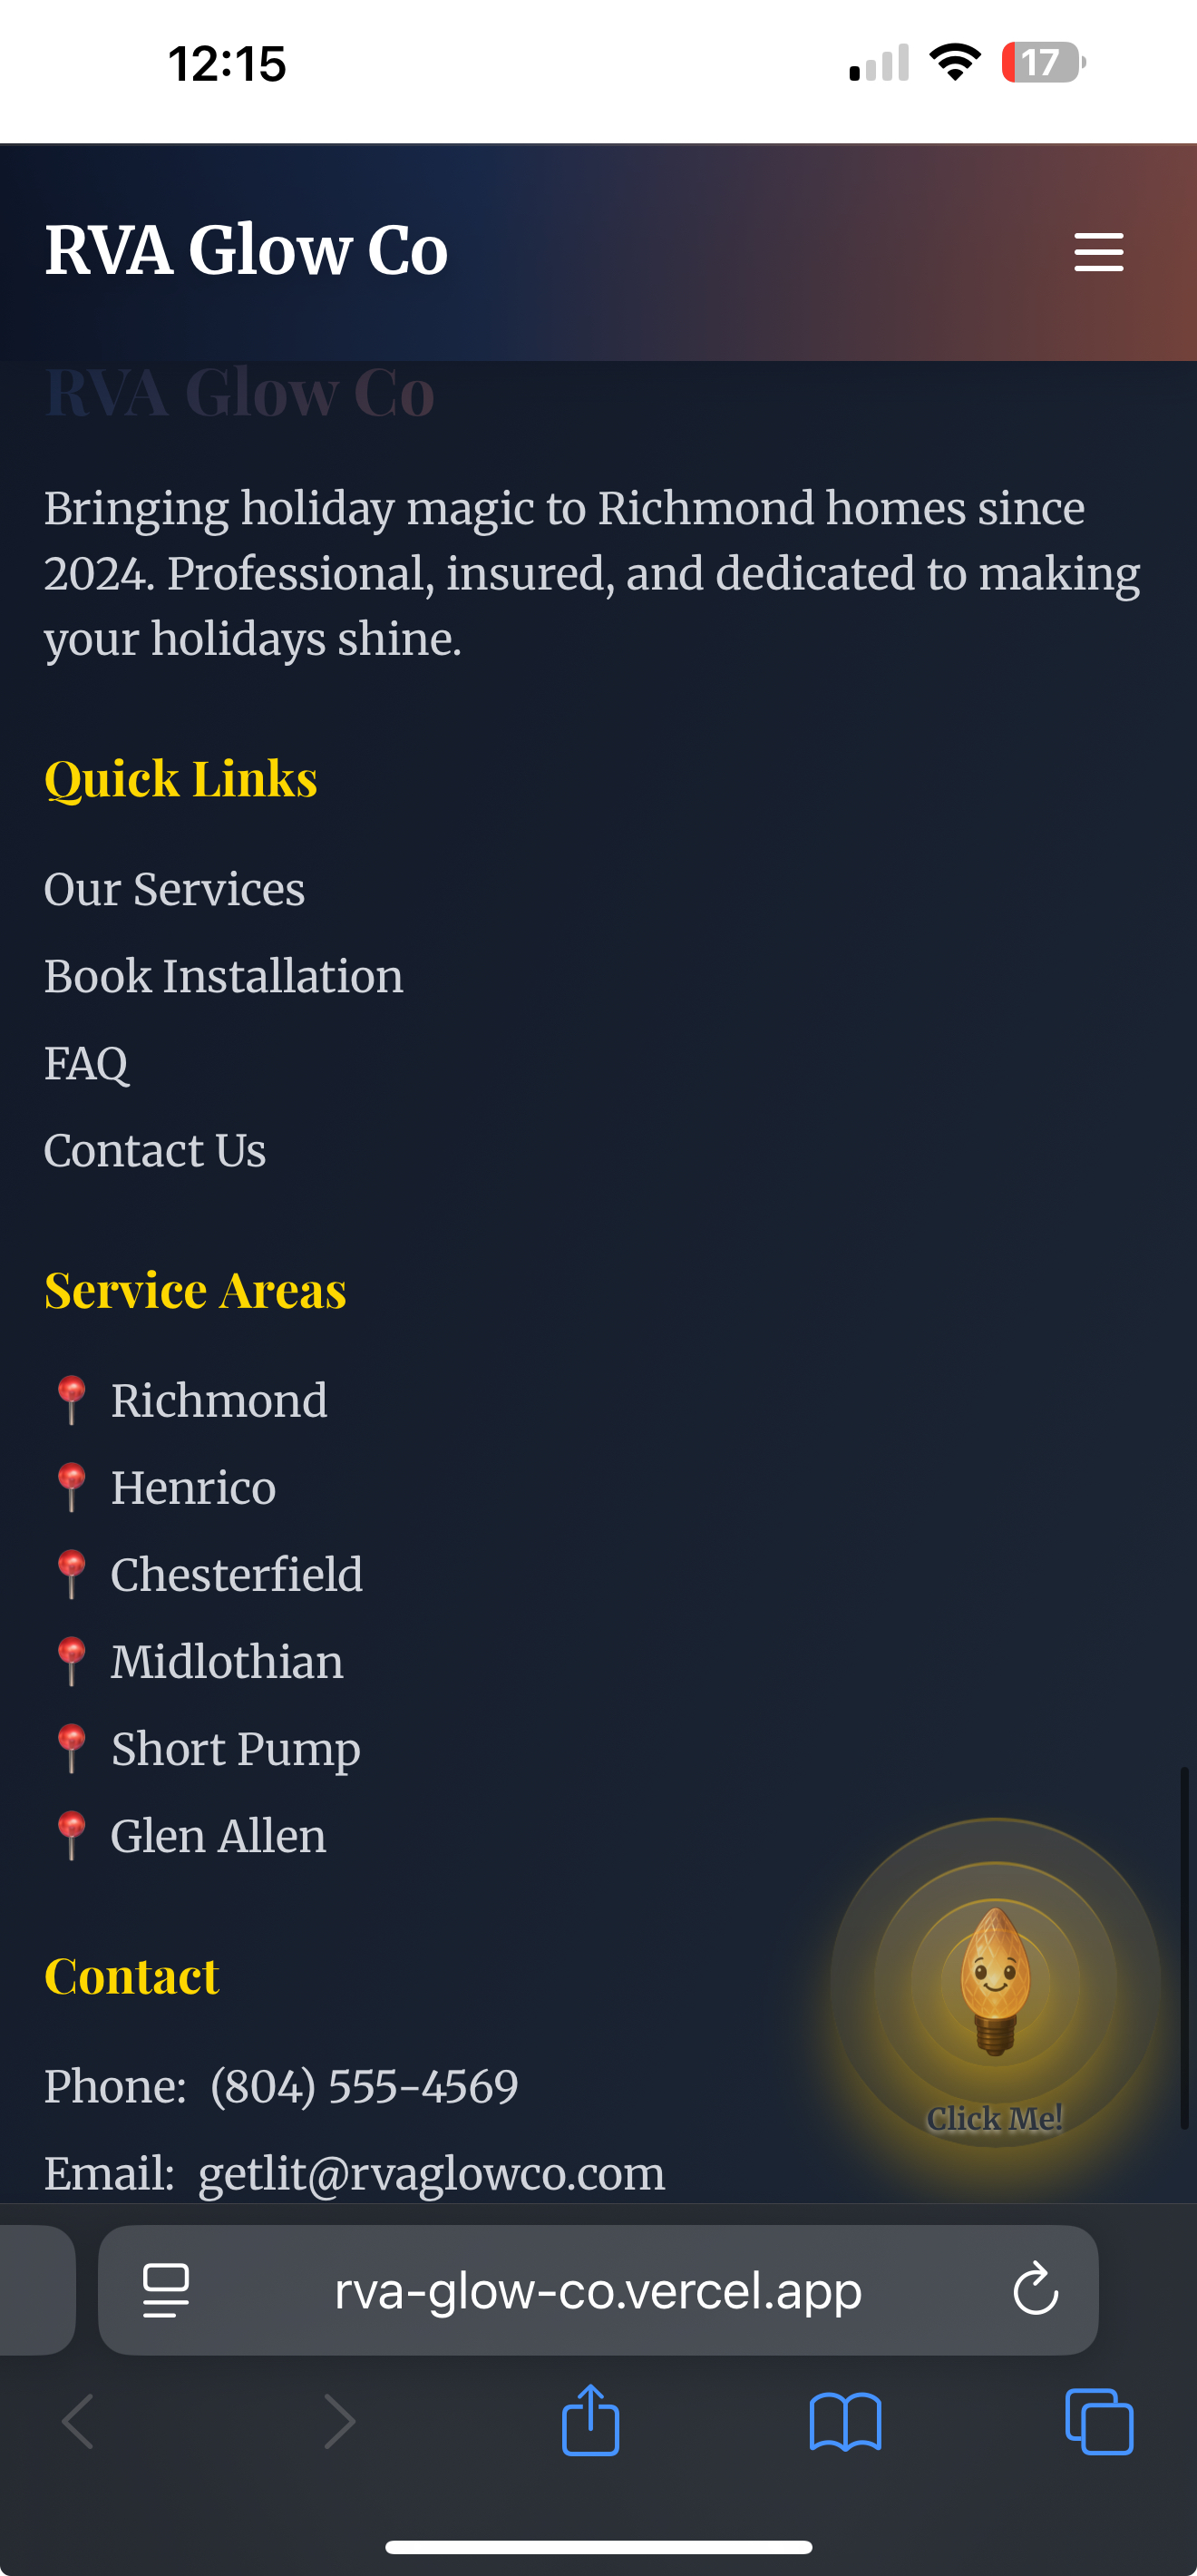 12:15
17
RVA Glow Co
RVA Glow Co
Bringing holiday magic to Richmond homes since
2024. Professional, insured, and dedicated to making
your holidays shine.
Quick Links
Our Services
Book Installation
FAQ
Contact Us
Service Areas
Richmond
Henrico
Chesterfield
Midlothian
Short Pump
Glen Allen
Contact
Phone: (804) 555-4569
Email: getlit@rvaglowco.com
Click Me!
rva-glow-co.vercel.app